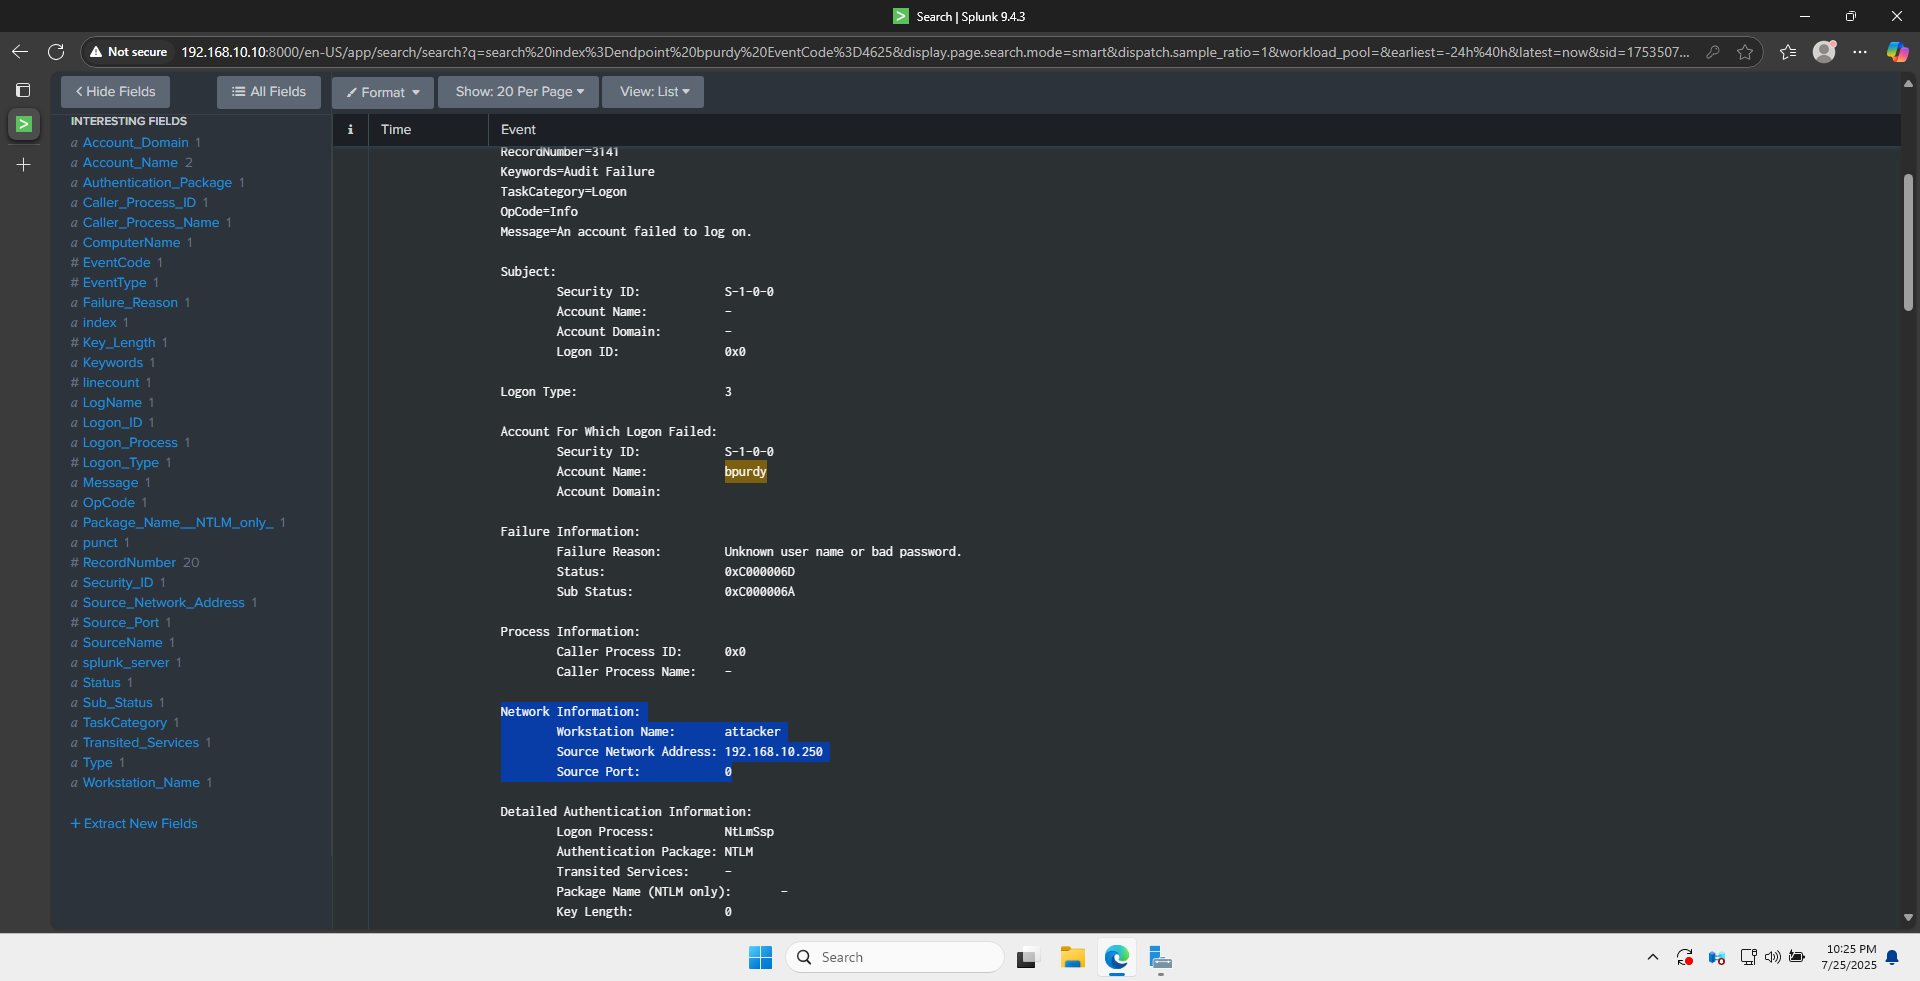 Search | Splunk 9.4.3
Not secure 192.168.10.10:8000/en-US/app/search/search?q=search%20index%3Dendpoint%20bpurdy%20EventCode%3D4625&display.page.search.mode=smart&dispatch.sample_ratio=1&workload_pool=&earliest=-24h%40h&latest=now&sid=1753507...
Hide Fields
All Fields
Format
Show: 20 Per Page
View: List
INTERESTING FIELDS
a Account_Domain 1
a Account_Name 2
a Authentication_Package 1
a Caller_Process_ID 1
a Caller_Process_Name 1
a ComputerName 1
# EventCode 1
# EventType 1
a Failure_Reason 1
a index 1
# Key_Length 1
a Keywords 1
# linecount 1
a LogName 1
a Logon_ID 1
a Logon_Process 1
# Logon_Type 1
a Message 1
a OpCode 1
a Package_Name__NTLM_only_ 1
a punct 1
# RecordNumber 20
a Security_ID 1
a Source_Network_Address 1
# Source_Port 1
a SourceName 1
a splunk_server 1
a Status 1
a Sub_Status 1
a TaskCategory 1
a Transited_Services 1
a Type 1
a Workstation_Name 1
+ Extract New Fields
i Time Event
RecordNumber=3141
Keywords=Audit Failure
TaskCategory=Logon
OpCode=Info
Message=An account failed to log on.
Subject:
Security ID: S-1-0-0
Account Name: -
Account Domain: -
Logon ID: 0x0
Logon Type: 3
Account For Which Logon Failed:
Security ID: S-1-0-0
Account Name: bpurdy
Account Domain:
Failure Information:
Failure Reason: Unknown user name or bad password.
Status: 0xC000006D
Sub Status: 0xC000006A
Process Information:
Caller Process ID: 0x0
Caller Process Name: -
Network Information:
Workstation Name: attacker
Source Network Address: 192.168.10.250
Source Port: 0
Detailed Authentication Information:
Logon Process: NtLmSsp
Authentication Package: NTLM
Transited Services: -
Package Name (NTLM only): -
Key Length: 0
Search
10:25 PM
7/25/2025